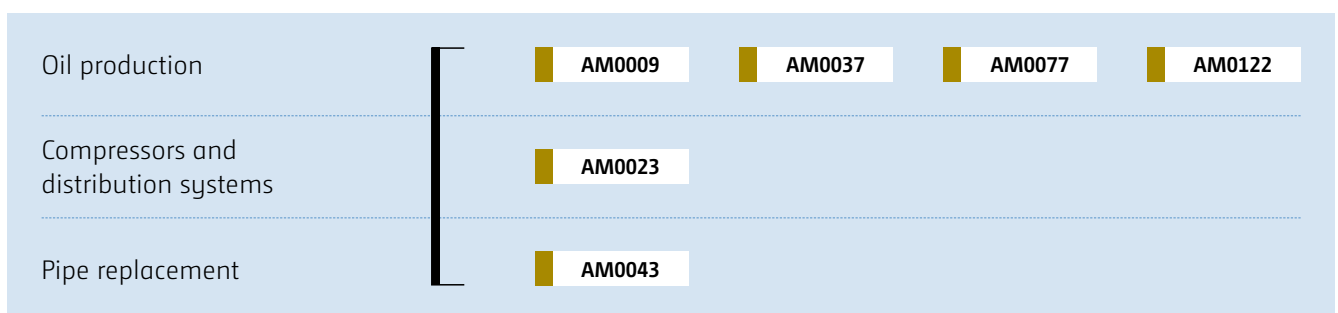 Oil production
AM0009 AM0037 AM0077 AM0122
Compressors and
distribution systems
AM0023
Pipe replacement
AM0043